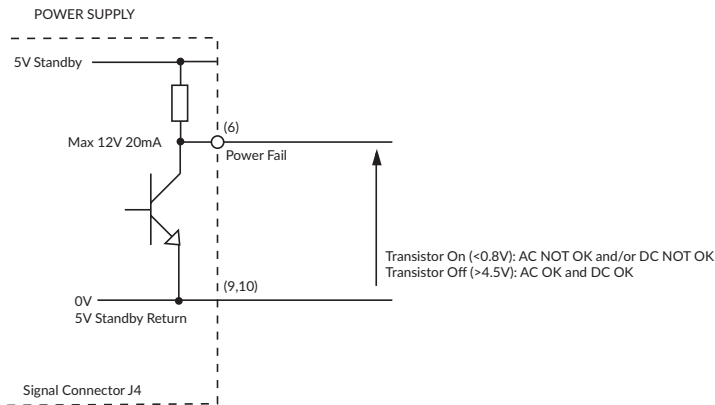 POWER SUPPLY
5V Standby
(6)
Max 12V 20mA
Power Fail
Transistor On (<0.8V): AC NOT OK and/or DC NOT OK
Transistor Off (>4.5V): AC OK and DC OK
(9,10)
0V
5V Standby Return
Signal Connector J4